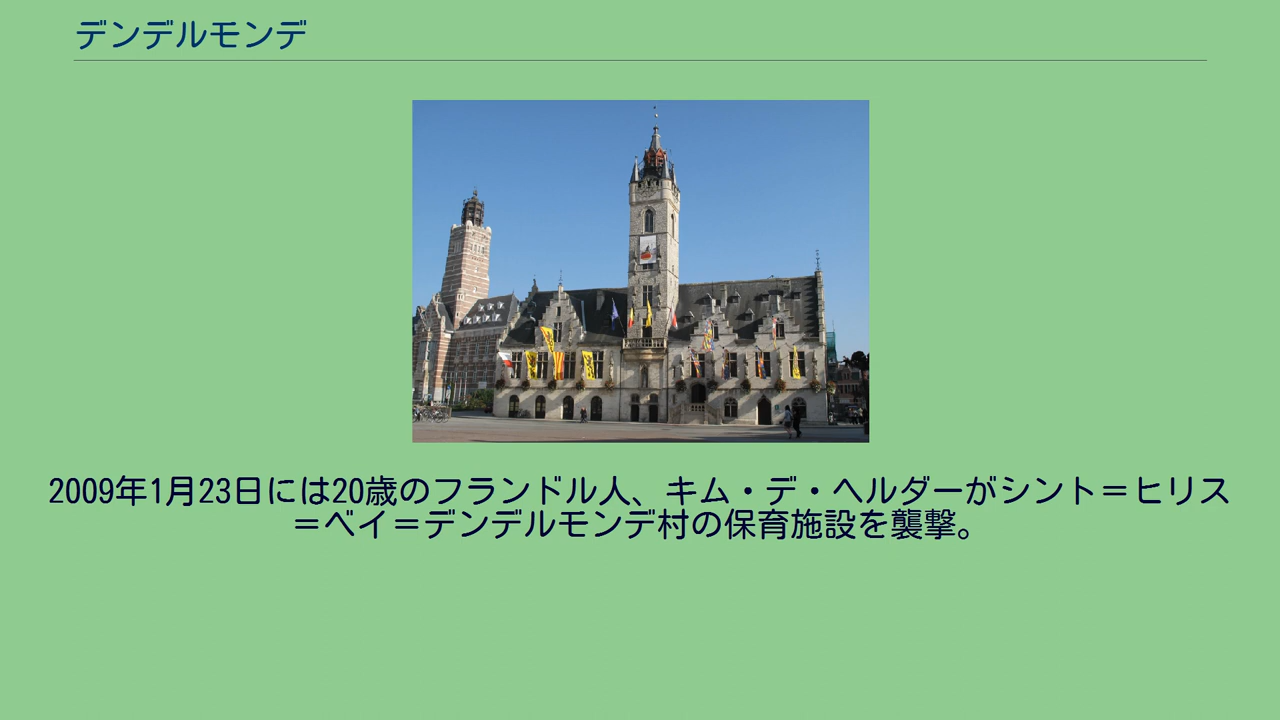 デンデルモンデ
2009年1月23日には20歳のフランドル人、キム・デ・ヘルダーがシント＝ヒリス
＝ベイ＝デンデルモンデ村の保育施設を襲撃。